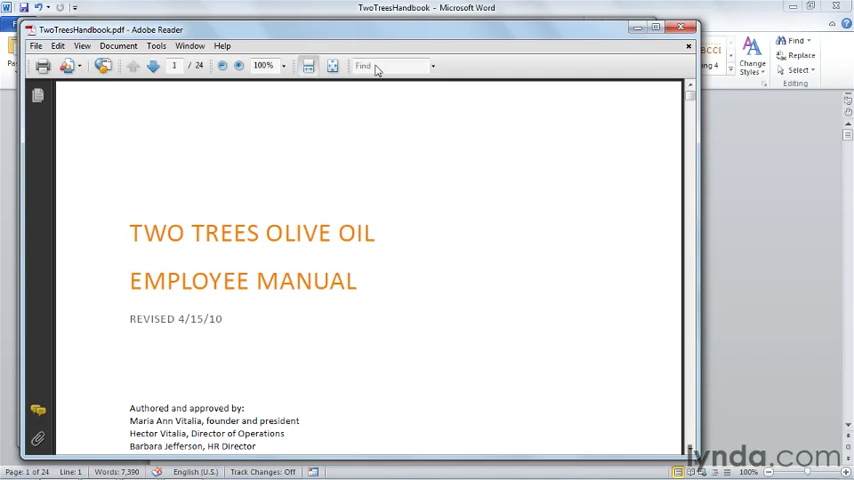 TwoTreesHandbook - Microsoft Word
TwoTreesHandbook.pdf - Adobe Reader
File Edit View Document Tools Window Help
1 / 24 100% Find
Find
Replace
Select
Editing
Change
Styles
TWO TREES OLIVE OIL
EMPLOYEE MANUAL
REVISED 4/15/10
Authored and approved by:
Maria Ann Vitalia, founder and president
Hector Vitalia, Director of Operations
Barbara Jefferson, HR Director
lynda.com
Page: 1 of 24 Line: 1 Words: 7,390 English (U.S.) Track Changes: Off 100%